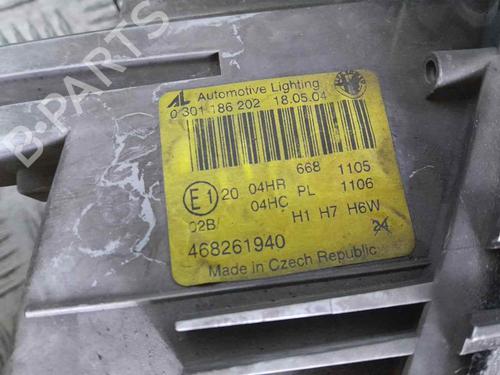 AL Automotive Lighting
0 301 186 202 18.05.04
E1 20 04HR 668 1105
04HC PL 1106
02B H1 H7 H6W
468261940 24
Made in Czech Republic
B-PARTS